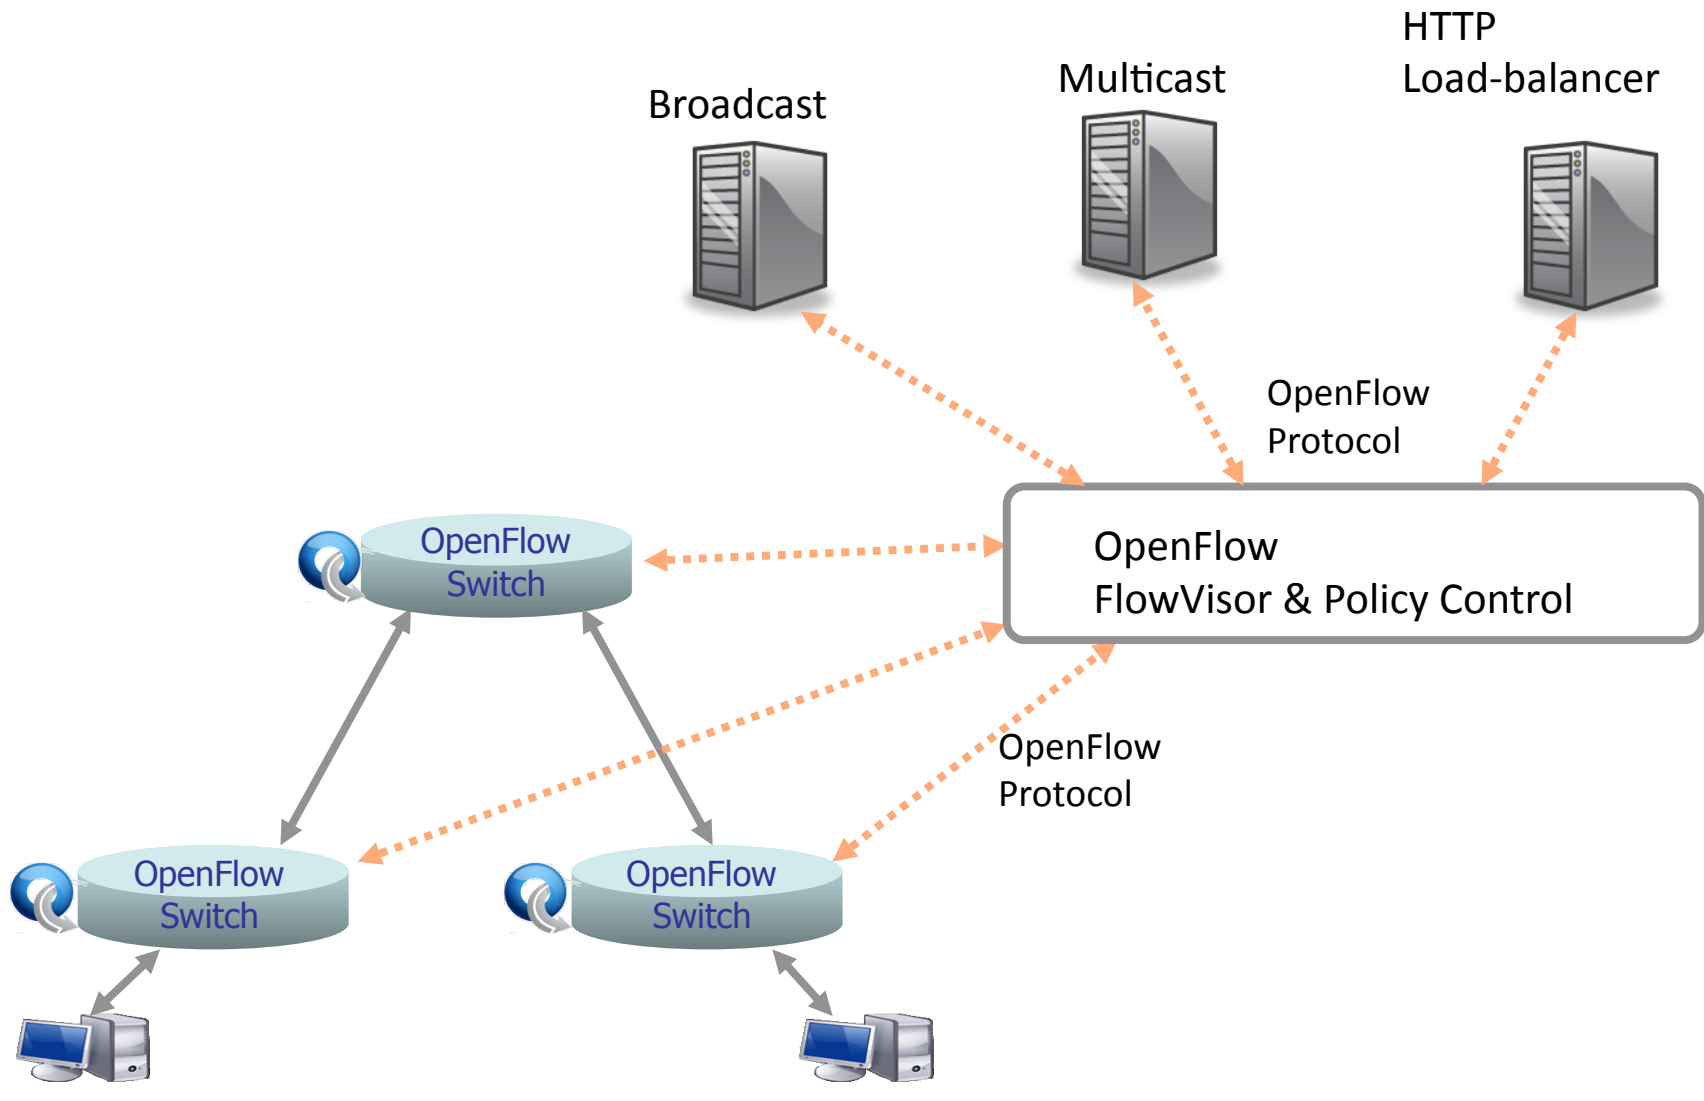 HTTP
Load-balancer
Multicast
Broadcast
OpenFlow
Protocol
OpenFlow
FlowVisor & Policy Control
OpenFlow
Switch
OpenFlow
Protocol
OpenFlow
Switch
OpenFlow
Switch